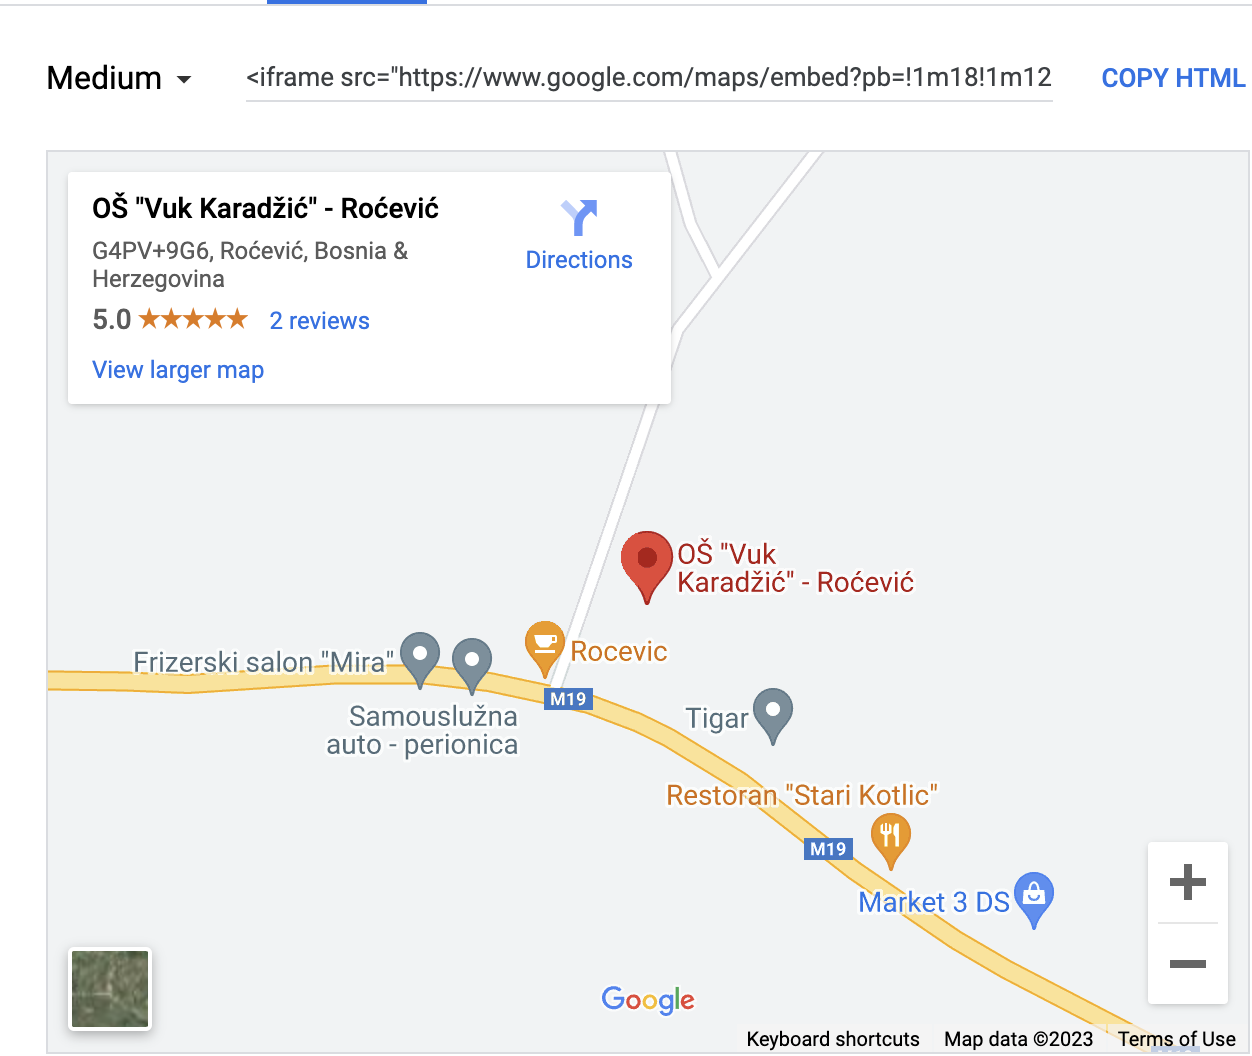 Medium
<iframe src="https://www.google.com/maps/embed?pb=!1m18!1m12
COPY HTML
OŠ "Vuk Karadžić" - Roćević
G4PV+9G6, Roćević, Bosnia &
Herzegovina
5.0
2 reviews
View larger map
Directions
OŠ "Vuk
Karadžić" - Roćević
Rocevic
Frizerski salon "Mira"
M19
Samouslužna
auto - perionica
Tigar
Restoran "Stari Kotlic"
M19
Market 3 DS
Google
Keyboard shortcuts
Map data ©2023
Terms of Use